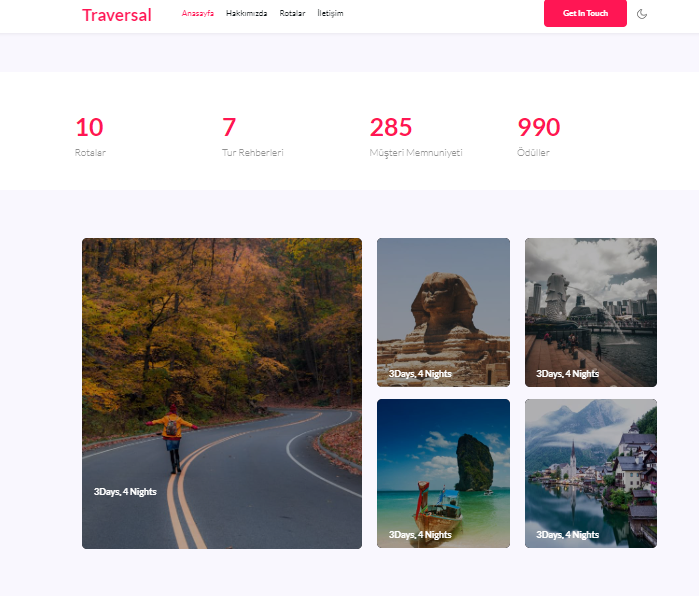 Traversal
Anasayfa
Hakkımızda
Rotalar
İletişim
Get In Touch
10
7
285
990
Rotalar
Tur Rehberleri
Müşteri Memnuniyeti
Ödüller
3Days, 4 Nights
3Days, 4 Nights
3Days, 4 Nights
3Days, 4 Nights
3Days, 4 Nights